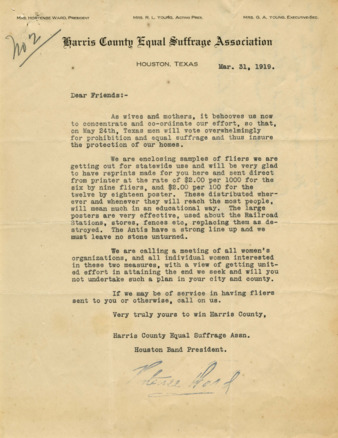 Mrs Hortense Ward, President
Mrs. R. L. Young, Acting Pres.
Mrs. G. A. Young, Executive Sec.
No 2
Harris County Equal Suffrage Association
Houston, Texas
Mar. 31, 1919.
Dear Friends:-
As wives and mothers, it behooves us now
to concentrate and co-ordinate our effort, so that,
on May 24th, Texas men will vote overwhelmingly
for prohibition and equal suffrage and thus insure
the protection of our homes.
We are enclosing samples of fliers we are
getting out for statewide use and will be very glad
to have reprints made for you here and sent direct
from printer at the rate of $2.00 per 1000 for the
six by nine fliers, and $2.00 per 100 for the
twelve by eighteen poster. These distributed wher-
ever and whenever they will reach the most people,
will mean much in an educational way. The large
posters are very effective, used about the Railroad
Stations, stores, fences etc, replacing them as de-
stroyed. The Antis have a strong line up and we
must leave no stone unturned.
We are calling a meeting of all women's
organizations, and all individual women interested
in these two measures, with a view of getting unit-
ed effort in attaining the end we seek and will you
not undertake such a plan in your city and county.
If we may be of service in having fliers
sent to you or otherwise, call on us.
Very truly yours to win Harris County,
Harris County Equal Suffrage Assn.
Houston Band President.